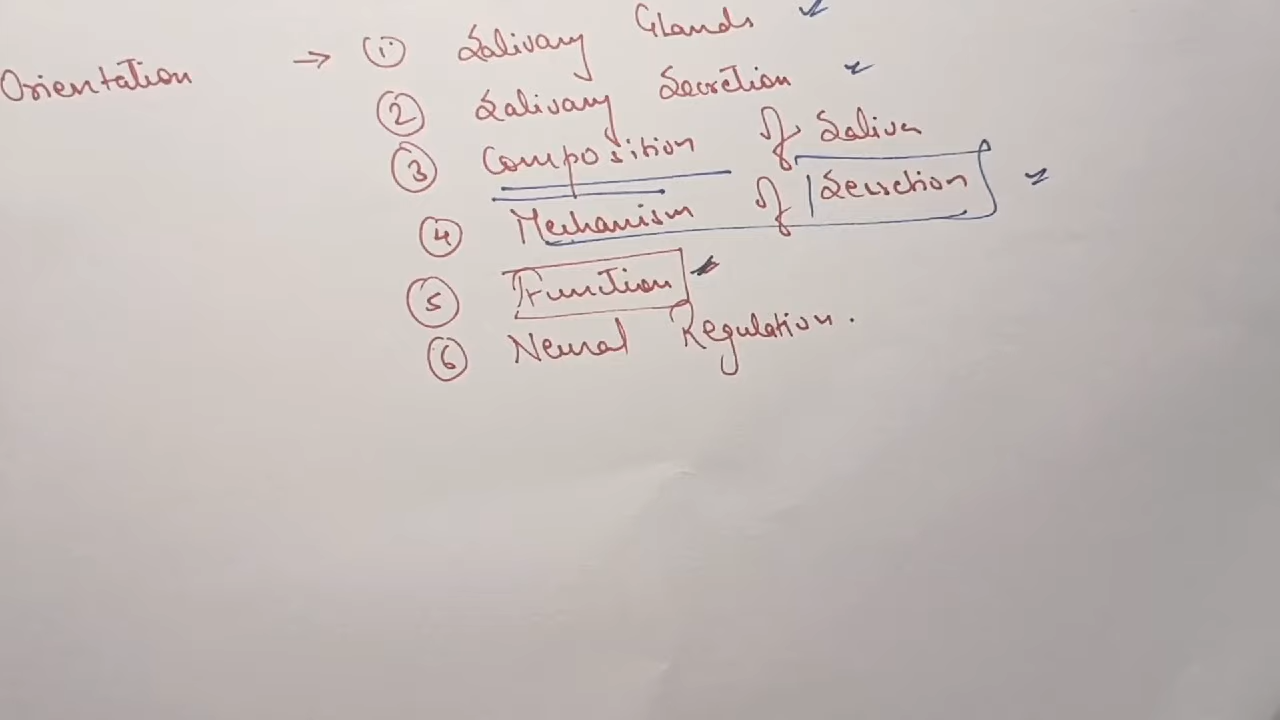 Orientation → ① Salivary Glands
② Salivary Secretion
③ Composition of Saliva
④ Mechanism of Secretion
⑤ Function
⑥ Neural Regulation.